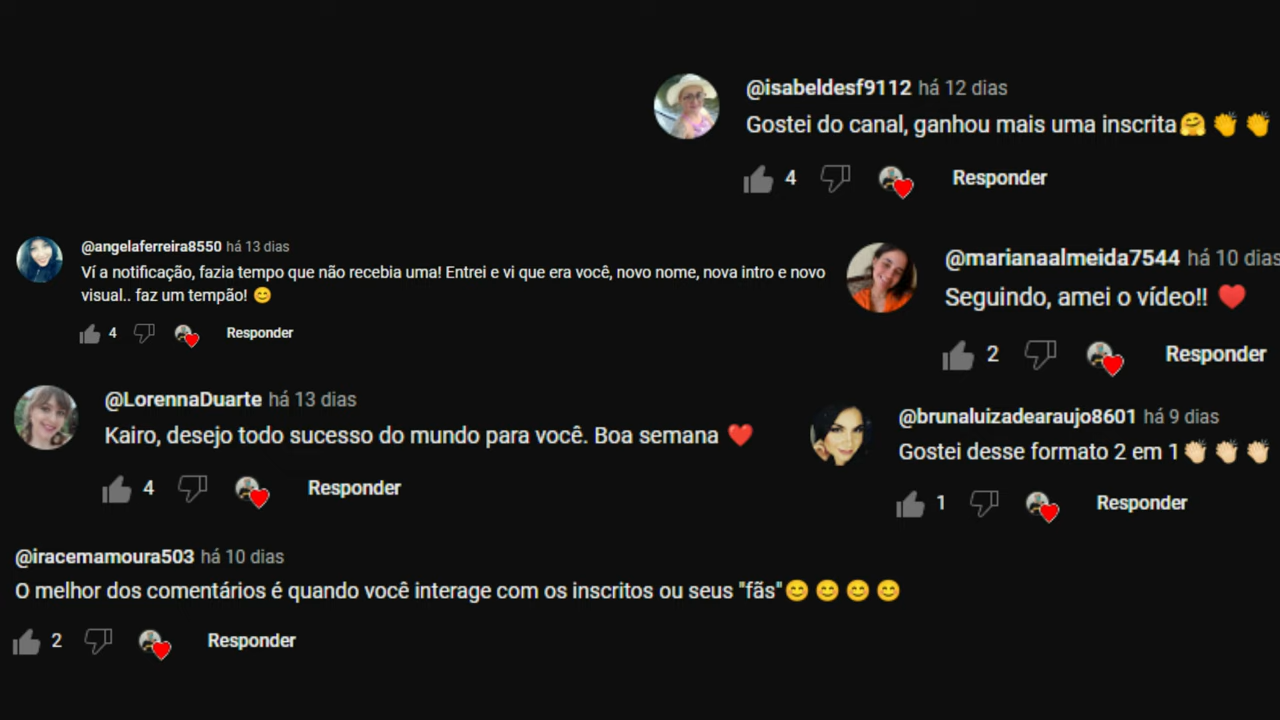 @isabeldesf9112 há 12 dias
Gostei do canal, ganhou mais uma inscrita🤗 👏 👏
4 Responder
@angelaferreira8550 há 13 dias
Ví a notificação, fazia tempo que não recebia uma! Entrei e vi que era você, novo nome, nova intro e novo
visual.. faz um tempão! 😊
4 Responder
@marianaalmeida7544 há 10 dias
Seguindo, amei o vídeo!! ♥️
2 Responder
@LorennaDuarte há 13 dias
Kairo, desejo todo sucesso do mundo para você. Boa semana ❤️
4 Responder
@brunaluizadearaujo8601 há 9 dias
Gostei desse formato 2 em 1👏🏻 👏🏻 👏🏻
1 Responder
@iracemamoura503 há 10 dias
O melhor dos comentários é quando você interage com os inscritos ou seus "fãs"😊 😊 😊 😊
2 Responder